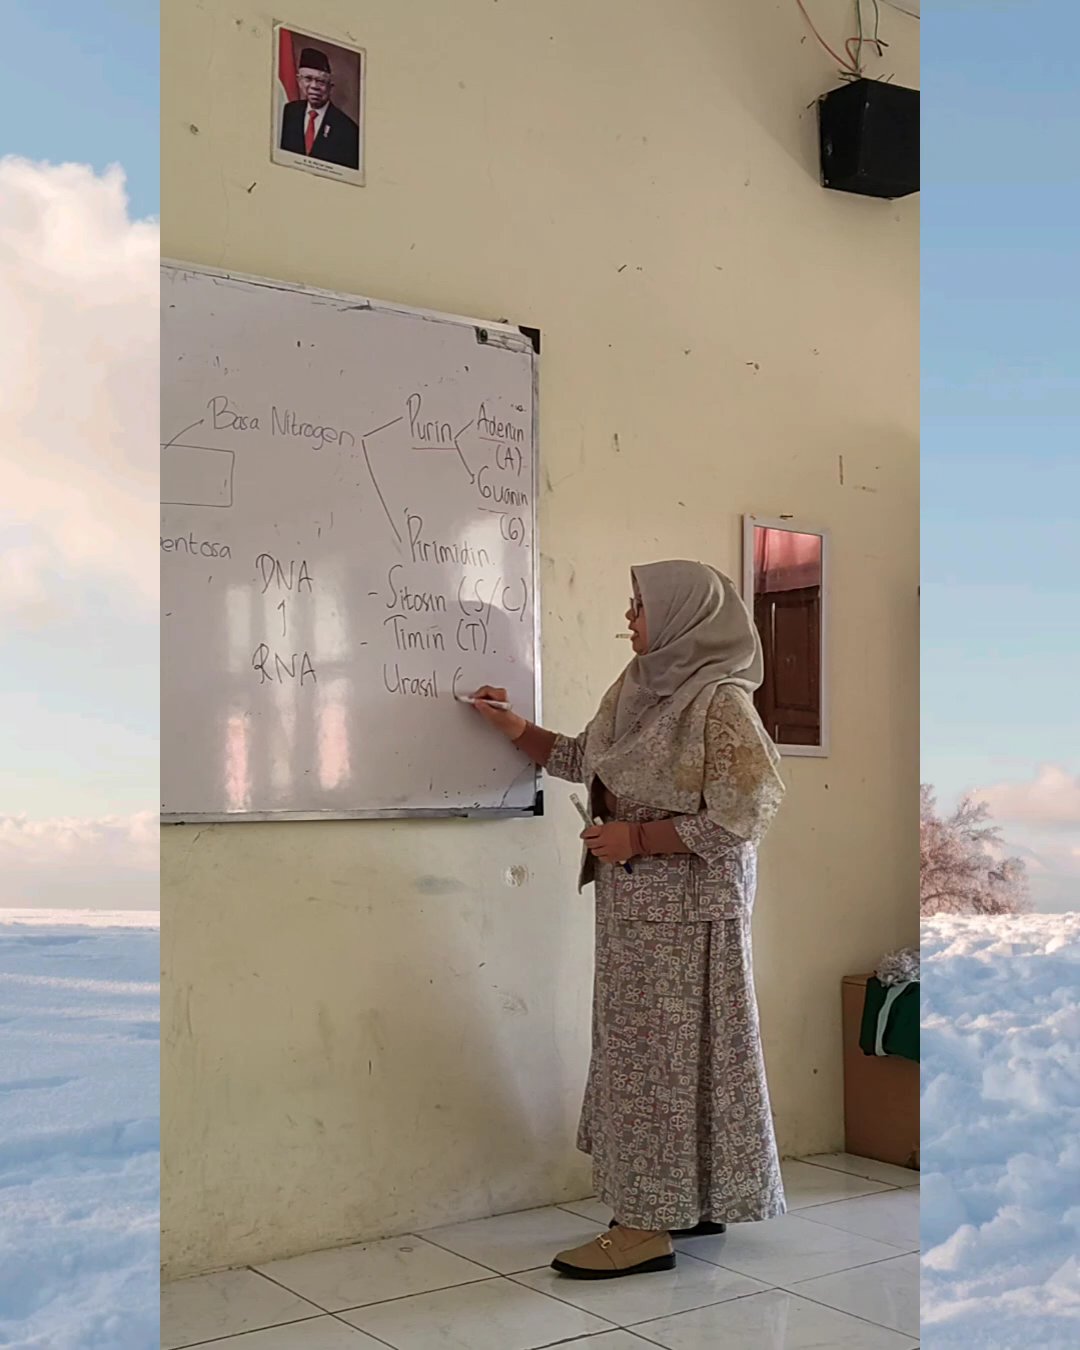 Basa Nitrogen
Purin
Adenin
(A)
Guanin
(G).
Pirimidin.
entosa
DNA
- Sitosin (S/C)
- Timin (T).
RNA
Urasil (